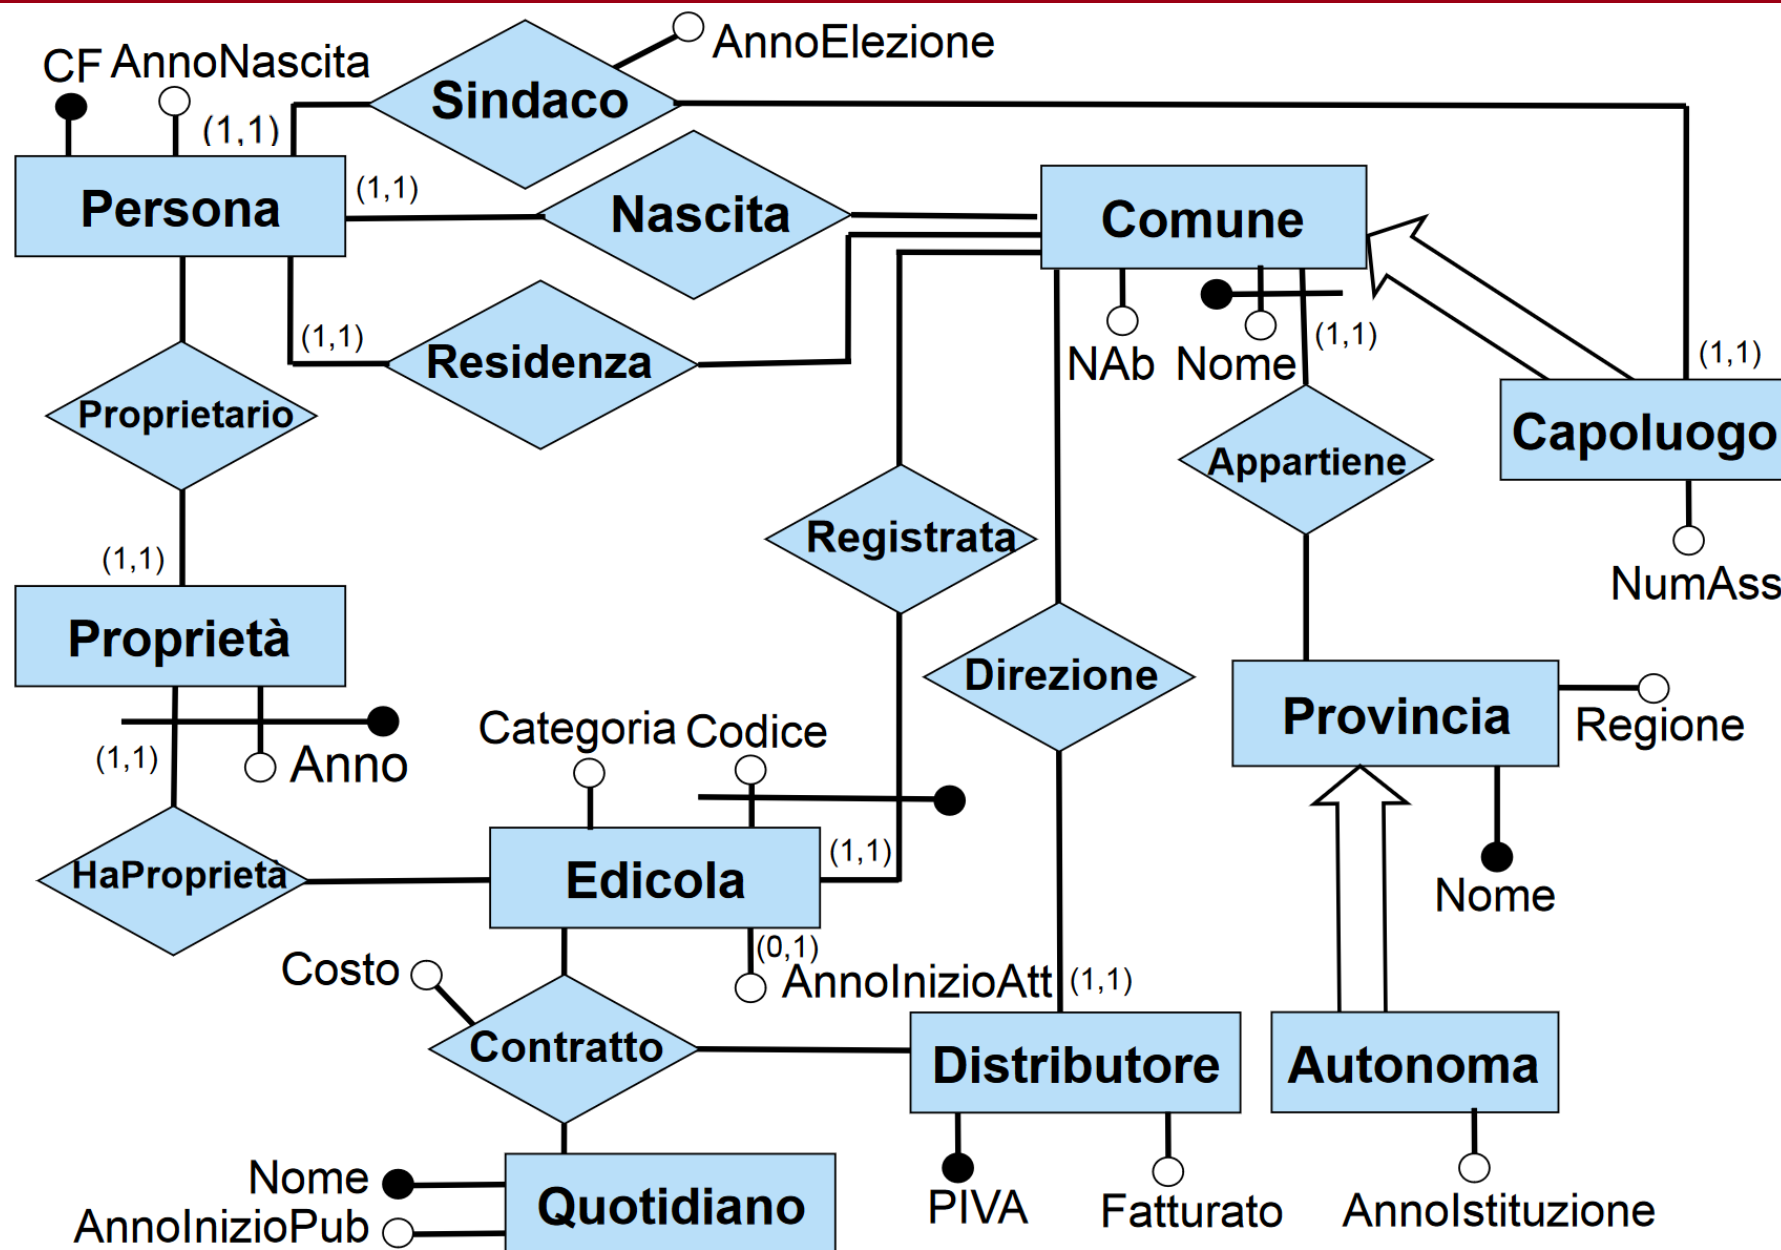 AnnoElezione
CF AnnoNascita
Sindaco
(1,1)
Persona
(1,1)
Nascita
Comune
(1,1)
Residenza
NAb
Nome
(1,1)
(1,1)
Proprietario
Appartiene
Capoluogo
Registrata
(1,1)
NumAss
Proprietà
Direzione
Provincia
Regione
Categoria
Codice
(1,1)
Anno
HaProprietà
Edicola
(1,1)
Nome
(0,1)
Costo
AnnoInizioAtt
(1,1)
Contratto
Distributore
Autonoma
Nome
Quotidiano
PIVA
Fatturato
AnnoIstituzione
AnnoInizioPub